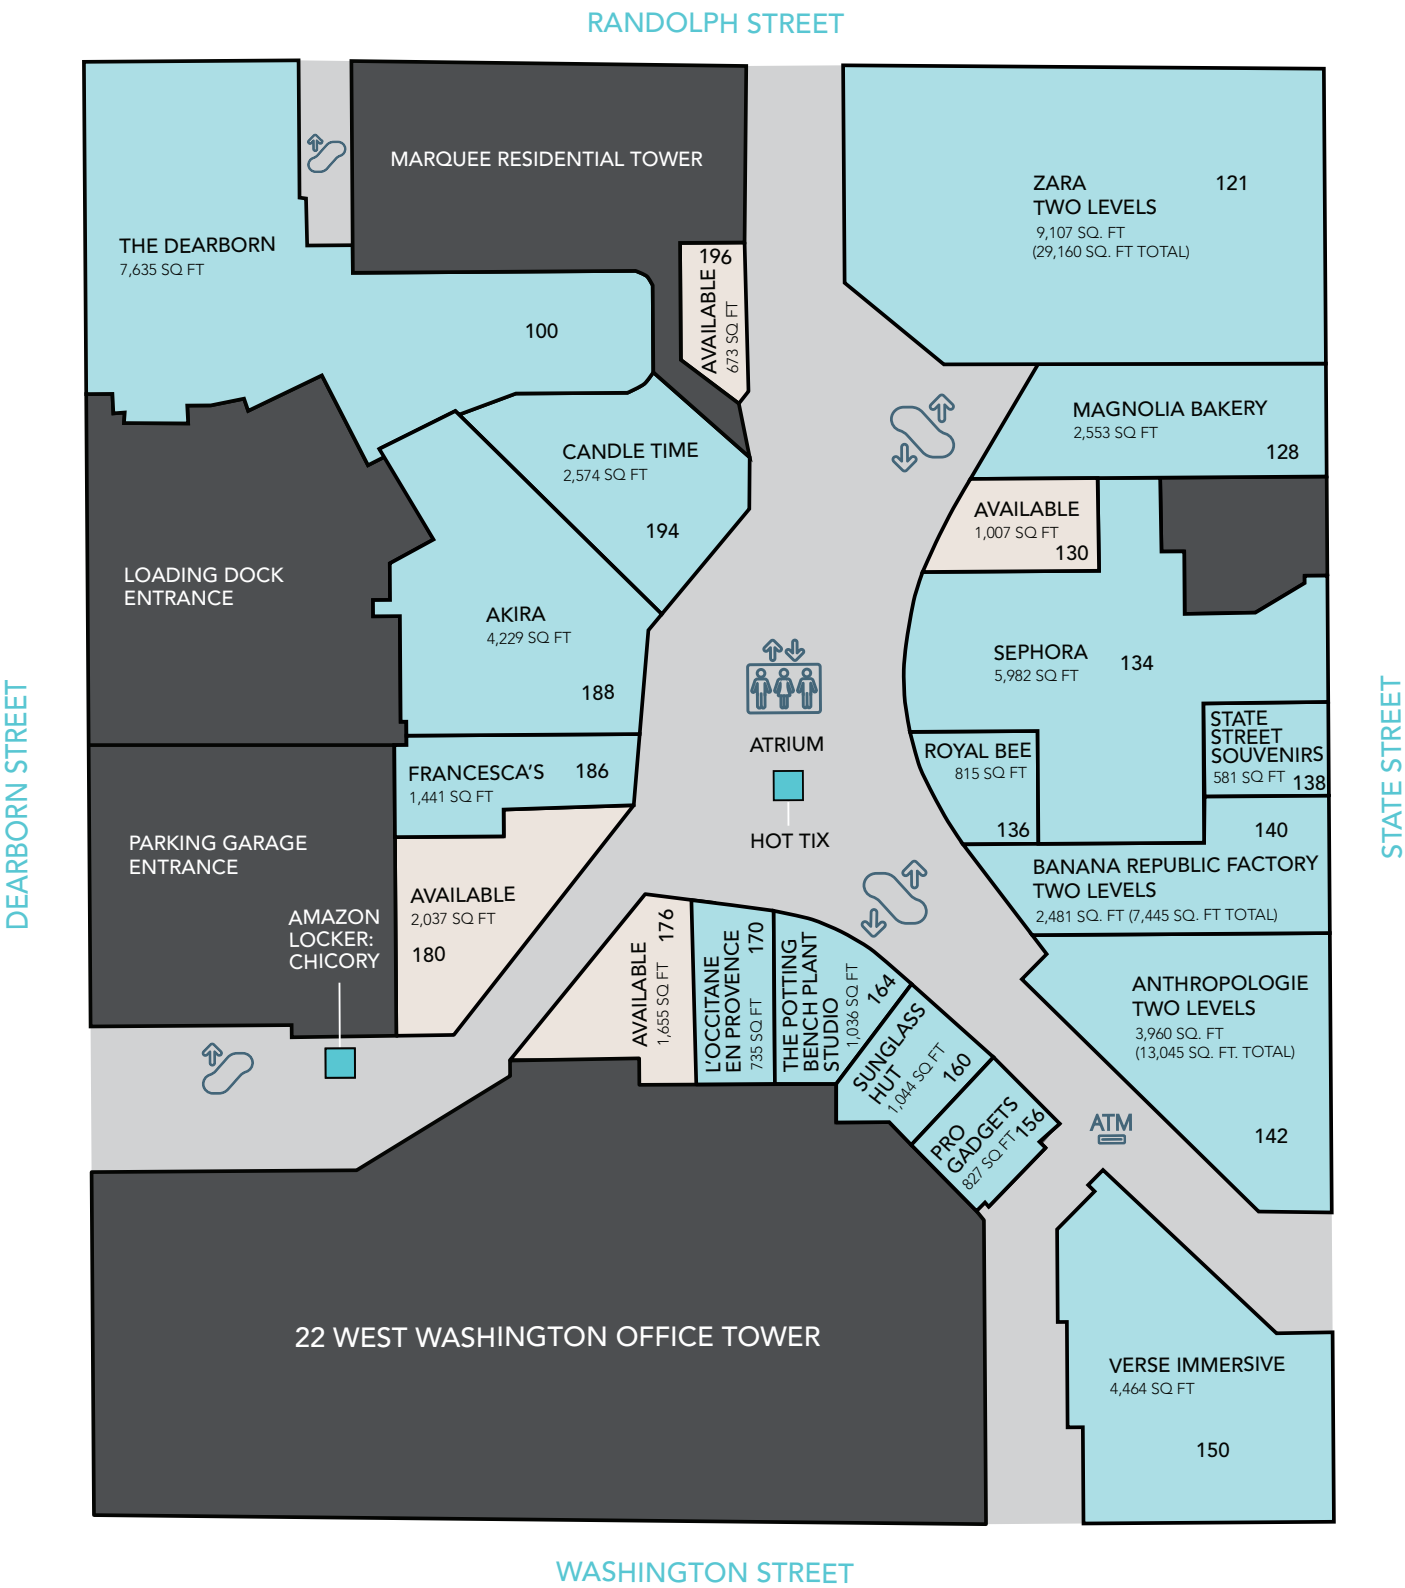 RANDOLPH STREET
MARQUEE RESIDENTIAL TOWER
ZARA
TWO LEVELS
9,107 SQ. FT
(29,160 SQ. FT TOTAL)
121
THE DEARBORN
7,635 SQ FT
100
196
AVAILABLE
673 SQ FT
MAGNOLIA BAKERY
2,553 SQ FT
128
CANDLE TIME
2,574 SQ FT
194
AVAILABLE
1,007 SQ FT
130
LOADING DOCK
ENTRANCE
AKIRA
4,229 SQ FT
188
SEPHORA
5,982 SQ FT
134
ATRIUM
HOT TIX
STATE
STREET
SOUVENIRS
581 SQ FT
138
ROYAL BEE
815 SQ FT
136
FRANCESCA'S
1,441 SQ FT
186
DEARBORN STREET
STATE STREET
PARKING GARAGE
ENTRANCE
140
BANANA REPUBLIC FACTORY
TWO LEVELS
2,481 SQ. FT (7,445 SQ. FT TOTAL)
AVAILABLE
2,037 SQ FT
180
AMAZON
LOCKER:
CHICORY
AVAILABLE
1,655 SQ FT
176
L'OCCITANE
EN PROVENCE
735 SQ FT
170
THE POTTING
BENCH PLANT
STUDIO
1,036 SQ FT
164
SUNGLASS
HUT
1,044 SQ FT
160
PRO
GADGETS
827 SQ FT
156
ANTHROPOLOGIE
TWO LEVELS
3,960 SQ. FT
(13,045 SQ. FT. TOTAL)
142
ATM
22 WEST WASHINGTON OFFICE TOWER
VERSE IMMERSIVE
4,464 SQ FT
150
WASHINGTON STREET